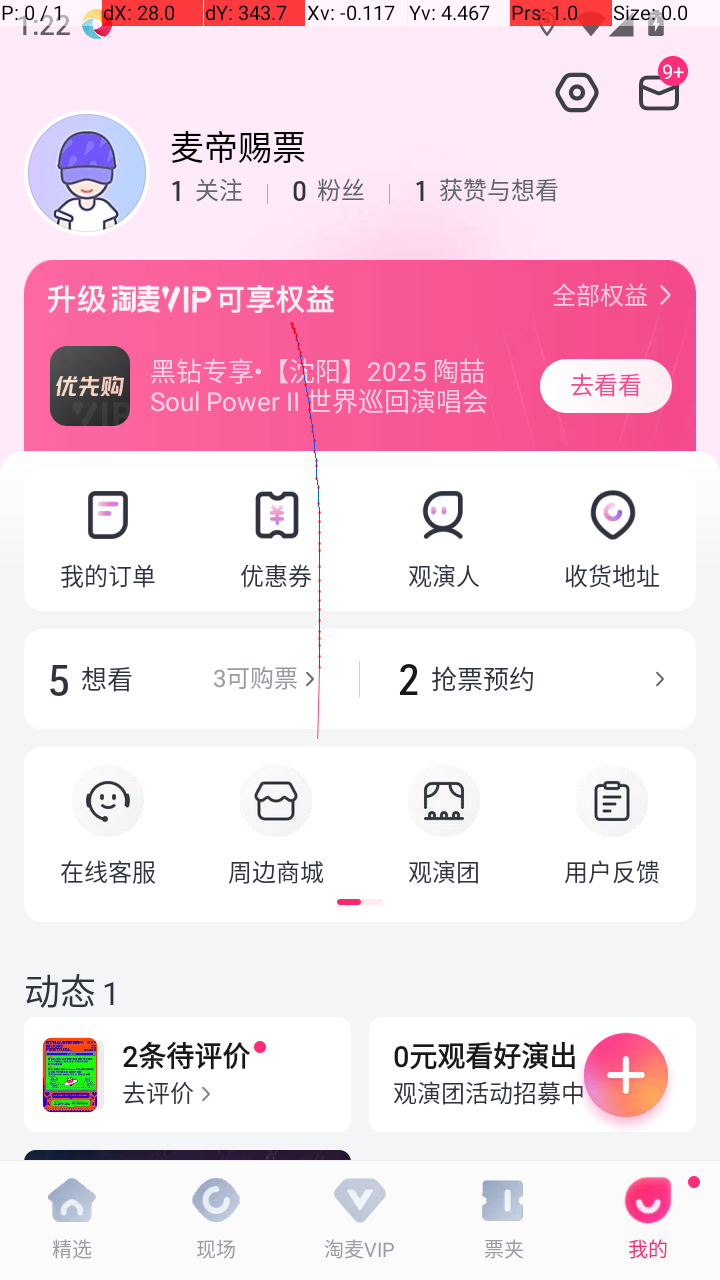 P: 0 / 1 dX: 28.0 dY: 343.7 Xv: -0.117 Yv: 4.467 Prs: 1.0 Size: 0.0
1:22
9+
麦帝赐票
1 关注 0 粉丝 1 获赞与想看
升级 淘麦VIP 可享权益 全部权益
优先购
黑钻专享•【沈阳】2025 陶喆
Soul Power II 世界巡回演唱会
去看看
我的订单 优惠券 观演人 收货地址
5 想看 3可购票 2 抢票预约
在线客服 周边商城 观演团 用户反馈
动态 1
2条待评价 0元观看好演出
去评价 观演团活动招募中
精选 现场 淘麦VIP 票夹 我的